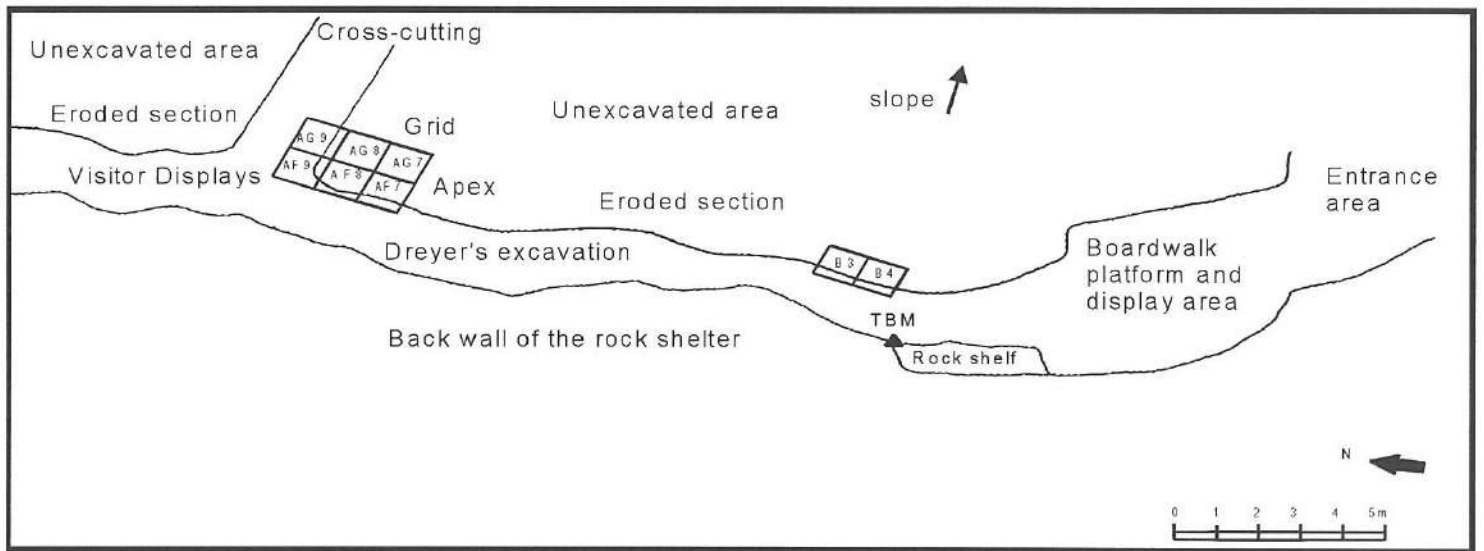 Unexcavated area
Cross-cutting
Eroded section
Unexcavated area
slope
Grid
AG 9
AG 8
AG 7
AF 9
AF 8
AF 7
Visitor Displays
Apex
Eroded section
Entrance
area
Dreyer's excavation
B 3
B 4
Boardwalk
platform and
display area
TBM
Back wall of the rock shelter
Rock shelf
N
0 1 2 3 4 5m